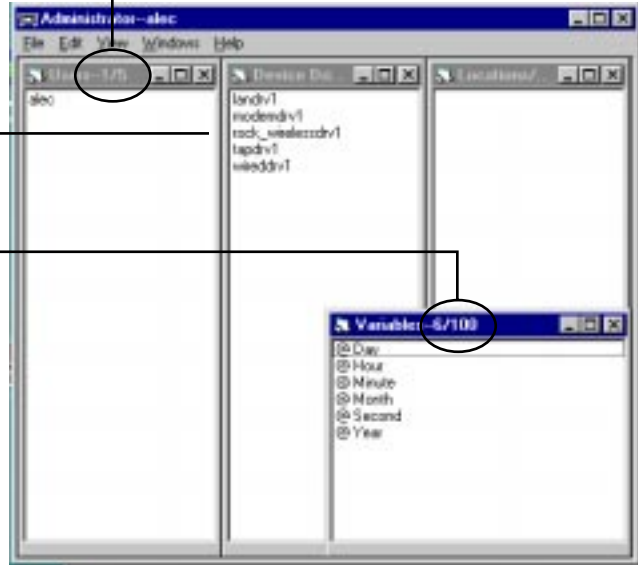 Administrator--alec
File Edit View Windows Help
Users--1/5
alec
Device
landrv1
modemdrv1
rock_wirelessdrv1
tapdrv1
wireddrv1
Locations/
Variables--6/100
@Day
@Hour
@Minute
@Month
@Second
@Year